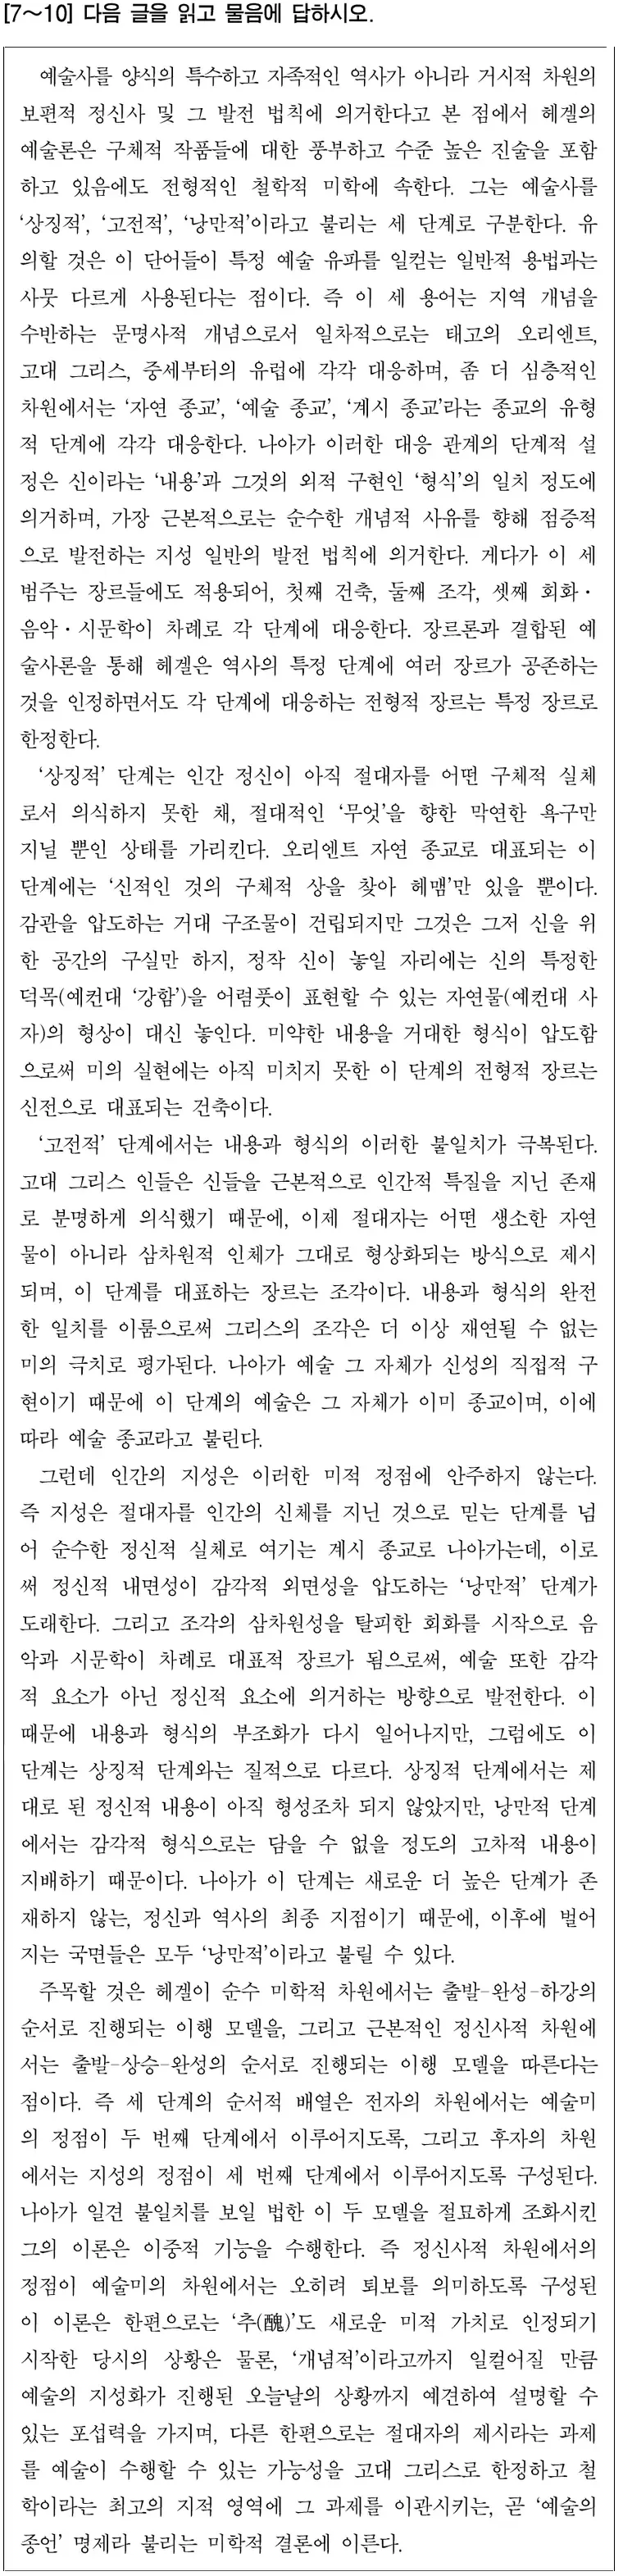 [7～10] 다음 글을 읽고 물음에 답하시오.
예술사를 양식의 특수하고 자족적인 역사가 아니라 거시적 차원의
보편적 정신사 및 그 발전 법칙에 의거한다고 본 점에서 헤겔의
예술론은 구체적 작품들에 대한 풍부하고 수준 높은 진술을 포함
하고 있음에도 전형적인 철학적 미학에 속한다. 그는 예술사를
‘상징적’, ‘고전적’, ‘낭만적’이라고 불리는 세 단계로 구분한다. 유
의할 것은 이 단어들이 특정 예술 유파를 일컫는 일반적 용법과는
사뭇 다르게 사용된다는 점이다. 즉 이 세 용어는 지역 개념을
수반하는 문명사적 개념으로서 일차적으로는 태고의 오리엔트,
고대 그리스, 중세부터의 유럽에 각각 대응하며, 좀 더 심층적인
차원에서는 ‘자연 종교’, ‘예술 종교’, ‘계시 종교’라는 종교의 유형
적 단계에 각각 대응한다. 나아가 이러한 대응 관계의 단계적 설
정은 신이라는 ‘내용’과 그것의 외적 구현인 ‘형식’의 일치 정도에
의거하며, 가장 근본적으로는 순수한 개념적 사유를 향해 점증적
으로 발전하는 지성 일반의 발전 법칙에 의거한다. 게다가 이 세
범주는 장르들에도 적용되어, 첫째 건축, 둘째 조각, 셋째 회화·
음악·시문학이 차례로 각 단계에 대응한다. 장르론과 결합된 예
술사론을 통해 헤겔은 역사의 특정 단계에 여러 장르가 공존하는
것을 인정하면서도 각 단계에 대응하는 전형적 장르는 특정 장르로
한정한다.
‘상징적’ 단계는 인간 정신이 아직 절대자를 어떤 구체적 실체
로서 의식하지 못한 채, 절대적인 ‘무엇’을 향한 막연한 욕구만
지닐 뿐인 상태를 가리킨다. 오리엔트 자연 종교로 대표되는 이
단계에는 ‘신적인 것의 구체적 상을 찾아 헤맴’만 있을 뿐이다.
감관을 압도하는 거대 구조물이 건립되지만 그것은 그저 신을 위
한 공간의 구실만 하지, 정작 신이 놓일 자리에는 신의 특정한
덕목(예컨대 ‘강함’)을 어렴풋이 표현할 수 있는 자연물(예컨대 사
자)의 형상이 대신 놓인다. 미약한 내용을 거대한 형식이 압도함
으로써 미의 실현에는 아직 미치지 못한 이 단계의 전형적 장르는
신전으로 대표되는 건축이다.
‘고전적’ 단계에서는 내용과 형식의 이러한 불일치가 극복된다.
고대 그리스 인들은 신들을 근본적으로 인간적 특질을 지닌 존재
로 분명하게 의식했기 때문에, 이제 절대자는 어떤 생소한 자연
물이 아니라 삼차원적 인체가 그대로 형상화되는 방식으로 제시
되며, 이 단계를 대표하는 장르는 조각이다. 내용과 형식의 완전
한 일치를 이룸으로써 그리스의 조각은 더 이상 재연될 수 없는
미의 극치로 평가된다. 나아가 예술 그 자체가 신성의 직접적 구
현이기 때문에 이 단계의 예술은 그 자체가 이미 종교이며, 이에
따라 예술 종교라고 불린다.
그런데 인간의 지성은 이러한 미적 정점에 안주하지 않는다.
즉 지성은 절대자를 인간의 신체를 지닌 것으로 믿는 단계를 넘
어 순수한 정신적 실체로 여기는 계시 종교로 나아가는데, 이로
써 정신적 내면성이 감각적 외면성을 압도하는 ‘낭만적’ 단계가
도래한다. 그리고 조각의 삼차원성을 탈피한 회화를 시작으로 음
악과 시문학이 차례로 대표적 장르가 됨으로써, 예술 또한 감각
적 요소가 아닌 정신적 요소에 의거하는 방향으로 발전한다. 이
때문에 내용과 형식의 부조화가 다시 일어나지만, 그럼에도 이
단계는 상징적 단계와는 질적으로 다르다. 상징적 단계에서는 제
대로 된 정신적 내용이 아직 형성조차 되지 않았지만, 낭만적 단계
에서는 감각적 형식으로는 담을 수 없을 정도의 고차적 내용이
지배하기 때문이다. 나아가 이 단계는 새로운 더 높은 단계가 존
재하지 않는, 정신과 역사의 최종 지점이기 때문에, 이후에 벌어
지는 국면들은 모두 ‘낭만적’이라고 불릴 수 있다.
주목할 것은 헤겔이 순수 미학적 차원에서는 출발-완성-하강의
순서로 진행되는 이행 모델을, 그리고 근본적인 정신사적 차원에
서는 출발-상승-완성의 순서로 진행되는 이행 모델을 따른다는
점이다. 즉 세 단계의 순서적 배열은 전자의 차원에서는 예술미
의 정점이 두 번째 단계에서 이루어지도록, 그리고 후자의 차원
에서는 지성의 정점이 세 번째 단계에서 이루어지도록 구성된다.
나아가 일견 불일치를 보일 법한 이 두 모델을 절묘하게 조화시킨
그의 이론은 이중적 기능을 수행한다. 즉 정신사적 차원에서의
정점이 예술미의 차원에서는 오히려 퇴보를 의미하도록 구성된
이 이론은 한편으로는 ‘추(醜)’도 새로운 미적 가치로 인정되기
시작한 당시의 상황은 물론, ‘개념적’이라고까지 일컬어질 만큼
예술의 지성화가 진행된 오늘날의 상황까지 예견하여 설명할 수
있는 포섭력을 가지며, 다른 한편으로는 절대자의 제시라는 과제
를 예술이 수행할 수 있는 가능성을 고대 그리스로 한정하고 철
학이라는 최고의 지적 영역에 그 과제를 이관시키는, 곧 ‘예술의
종언’ 명제라 불리는 미학적 결론에 이른다.